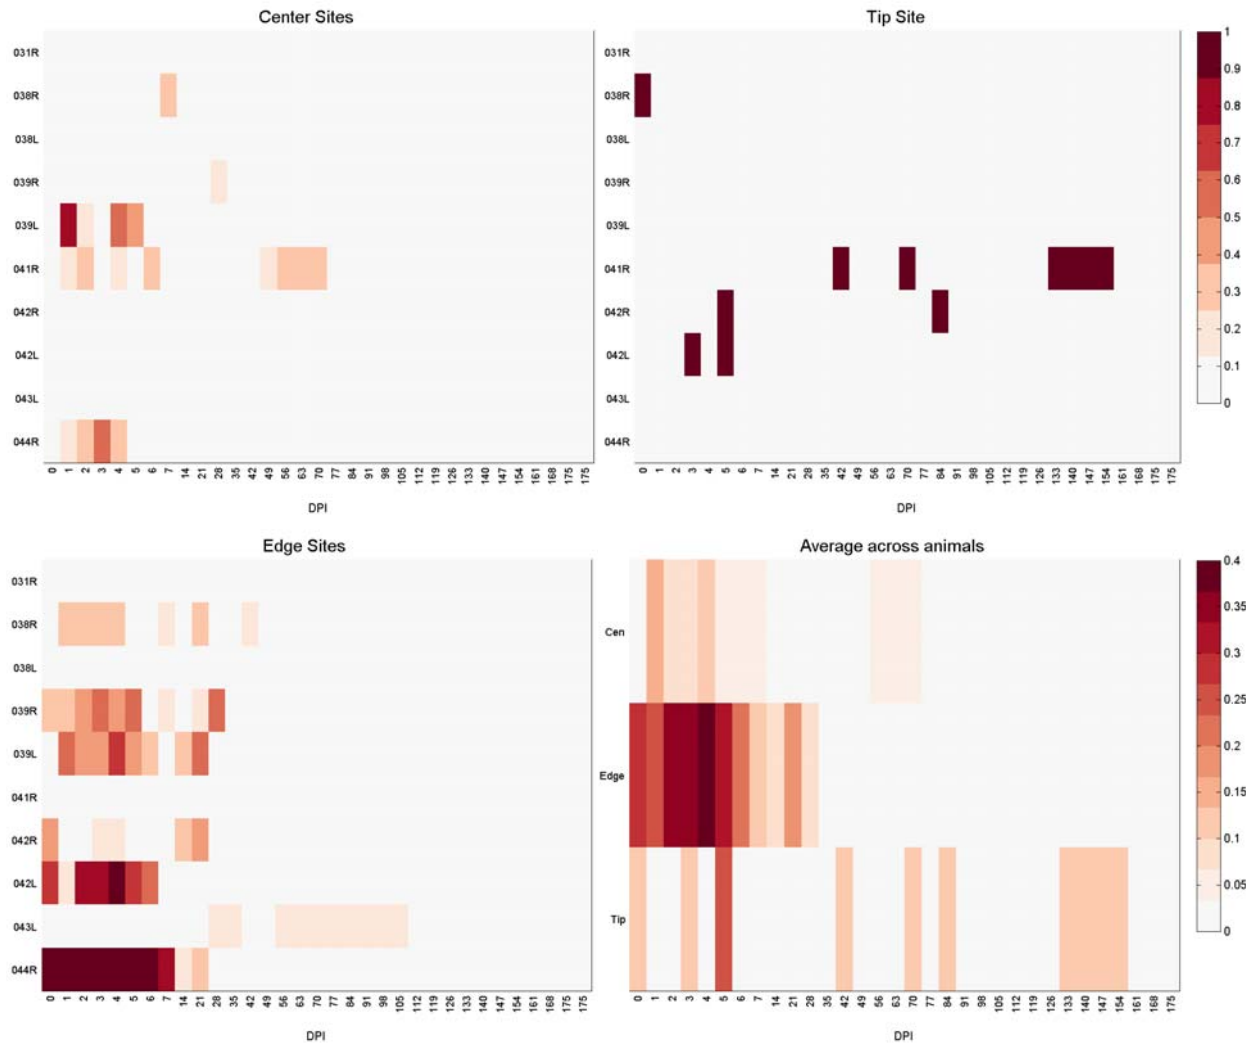 Center Sites
031R
038R
038L
039R
039L
041R
042R
042L
043L
044R
0 1 2 3 4 5 6 7 14 21 28 35 42 49 56 63 70 77 84 91 98 105 112 119 126 133 140 147 154 161 168 175
DPI
Tip Site
031R
038R
038L
039R
039L
041R
042R
042L
043L
044R
0 1 2 3 4 5 6 7 14 21 28 35 42 49 56 63 70 77 84 91 98 105 112 119 126 133 140 147 154 161 168 175
DPI
1
0.9
0.8
0.7
0.6
0.5
0.4
0.3
0.2
0.1
0
Edge Sites
031R
038R
038L
039R
039L
041R
042R
042L
043L
044R
0 1 2 3 4 5 6 7 14 21 28 35 42 49 56 63 70 77 84 91 98 105 112 119 126 133 140 147 154 161 168 175
DPI
Average across animals
Cen
Edge
Tip
0 1 2 3 4 5 6 7 14 21 28 35 42 49 56 63 70 77 84 91 98 105 112 119 126 133 140 147 154 161 168 175
DPI
0.4
0.35
0.3
0.25
0.2
0.15
0.1
0.05
0